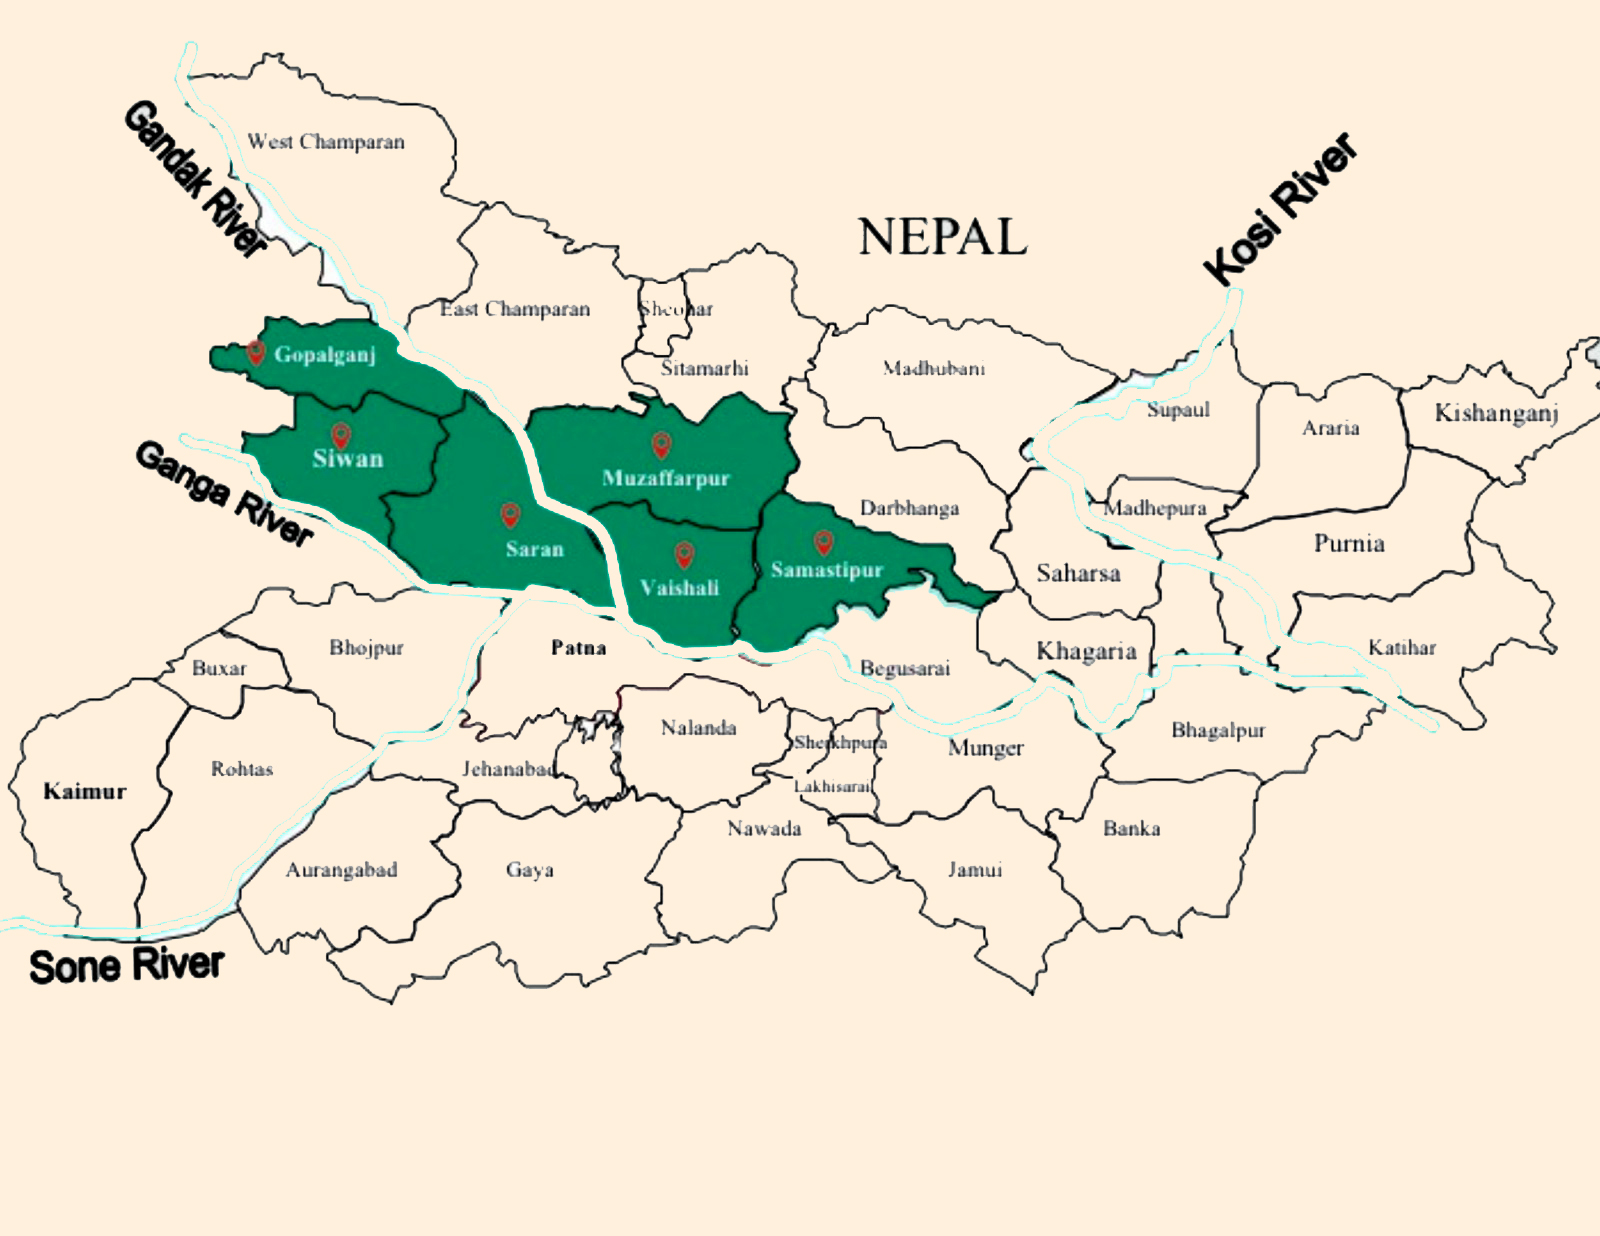 Gandak River
West Champaran
NEPAL
Kosi River
East Champaran
Sheohar
Gopalganj
Sitamarhi
Madhubani
Supaul
Araria
Kishanganj
Siwan
Ganga River
Muzaffarpur
Darbhanga
Madhepura
Saran
Vaishali
Samastipur
Saharsa
Purnia
Buxar
Bhojpur
Patna
Begusarai
Khagaria
Katihar
Kaimur
Rohtas
Jehanabad
Nalanda
Sherkhpura
Lakhisarai
Munger
Bhagalpur
Aurangabad
Gaya
Nawada
Jamui
Banka
Sone River